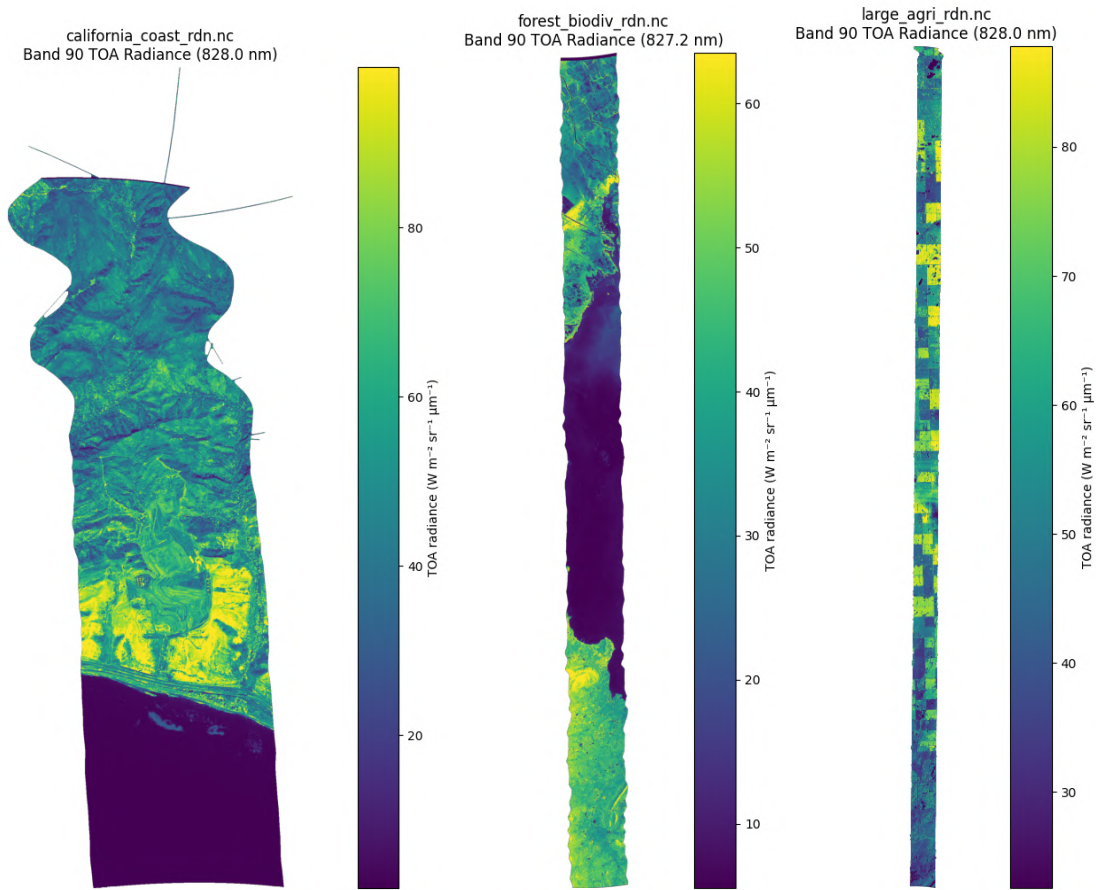 california_coast_rdn.nc
Band 90 TOA Radiance (828.0 nm)
80
60
40
20
TOA radiance (W m⁻² sr⁻¹ µm⁻¹)
forest_biodiv_rdn.nc
Band 90 TOA Radiance (827.2 nm)
60
50
40
30
20
10
TOA radiance (W m⁻² sr⁻¹ µm⁻¹)
large_agri_rdn.nc
Band 90 TOA Radiance (828.0 nm)
80
70
60
50
40
30
TOA radiance (W m⁻² sr⁻¹ µm⁻¹)